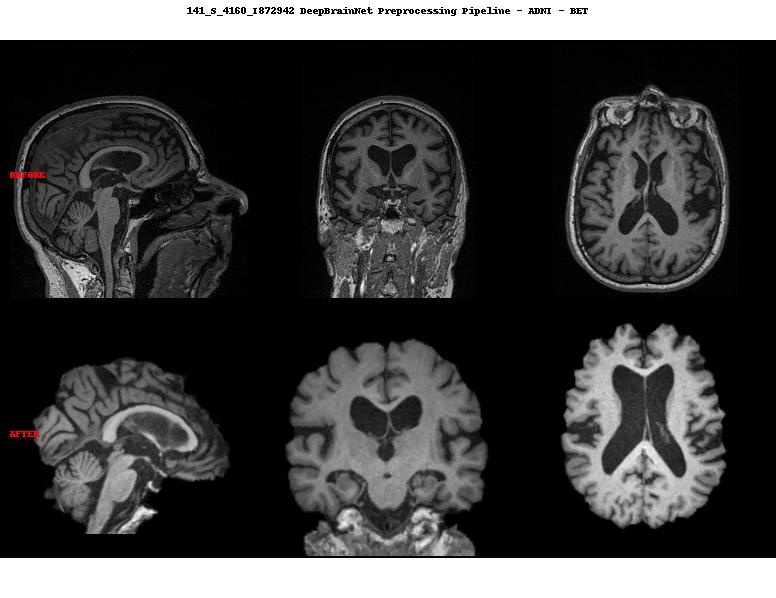 141_S_4160_I872942 DeepBrainNet Preprocessing Pipeline - ADNI - BET
BEFORE
AFTER